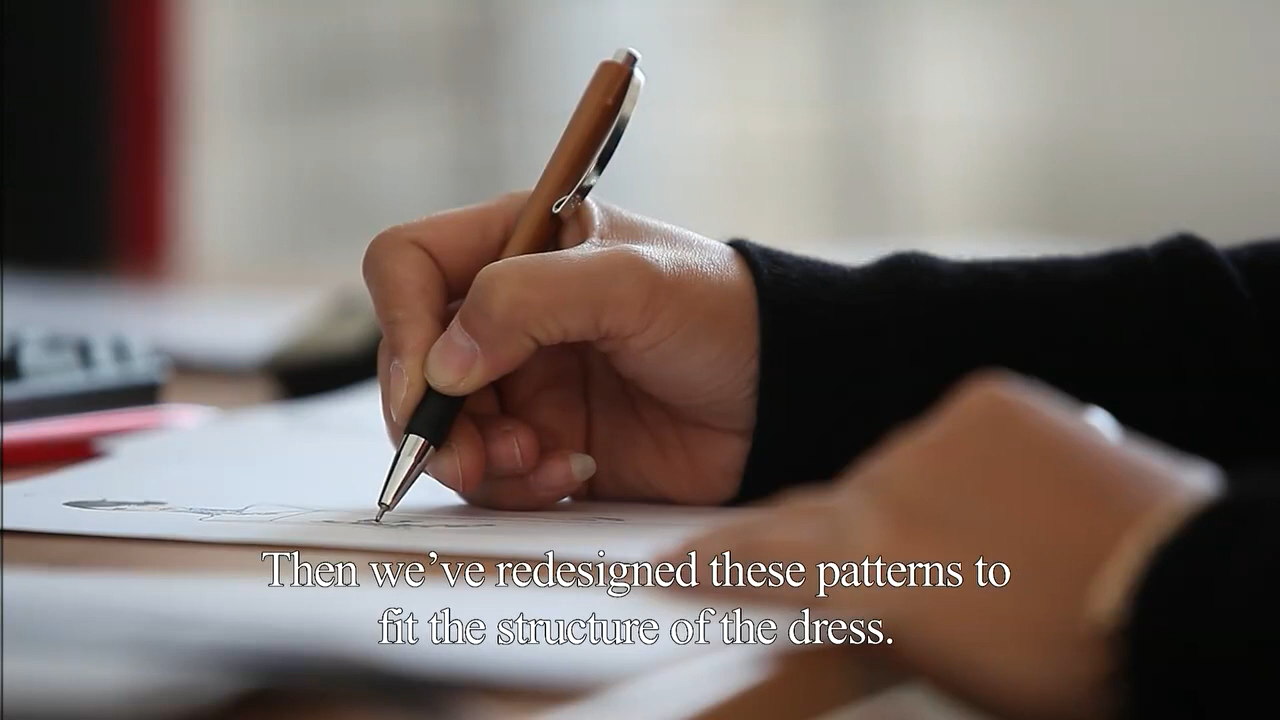 Then we’ve redesigned these patterns to
fit the structure of the dress.